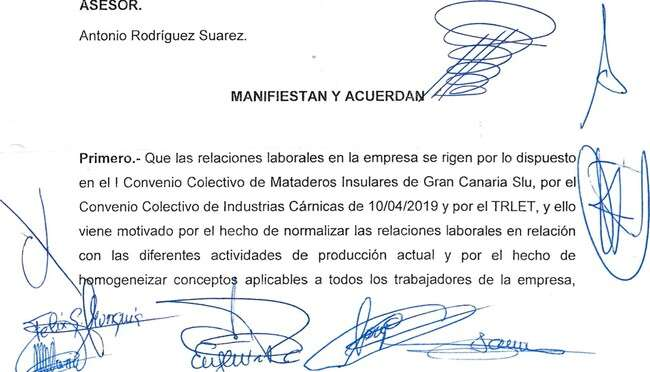 ASESOR.
Antonio Rodríguez Suarez.
MANIFIESTAN Y ACUERDAN
Primero.- Que las relaciones laborales en la empresa se rigen por lo dispuesto
en el I Convenio Colectivo de Mataderos Insulares de Gran Canaria Slu, por el
Convenio Colectivo de Industrias Cárnicas de 10/04/2019 y por el TRLET, y ello
viene motivado por el hecho de normalizar las relaciones laborales en relación
con las diferentes actividades de producción actual y por el hecho de
homogeneizar conceptos aplicables a todos los trabajadores de la empresa,